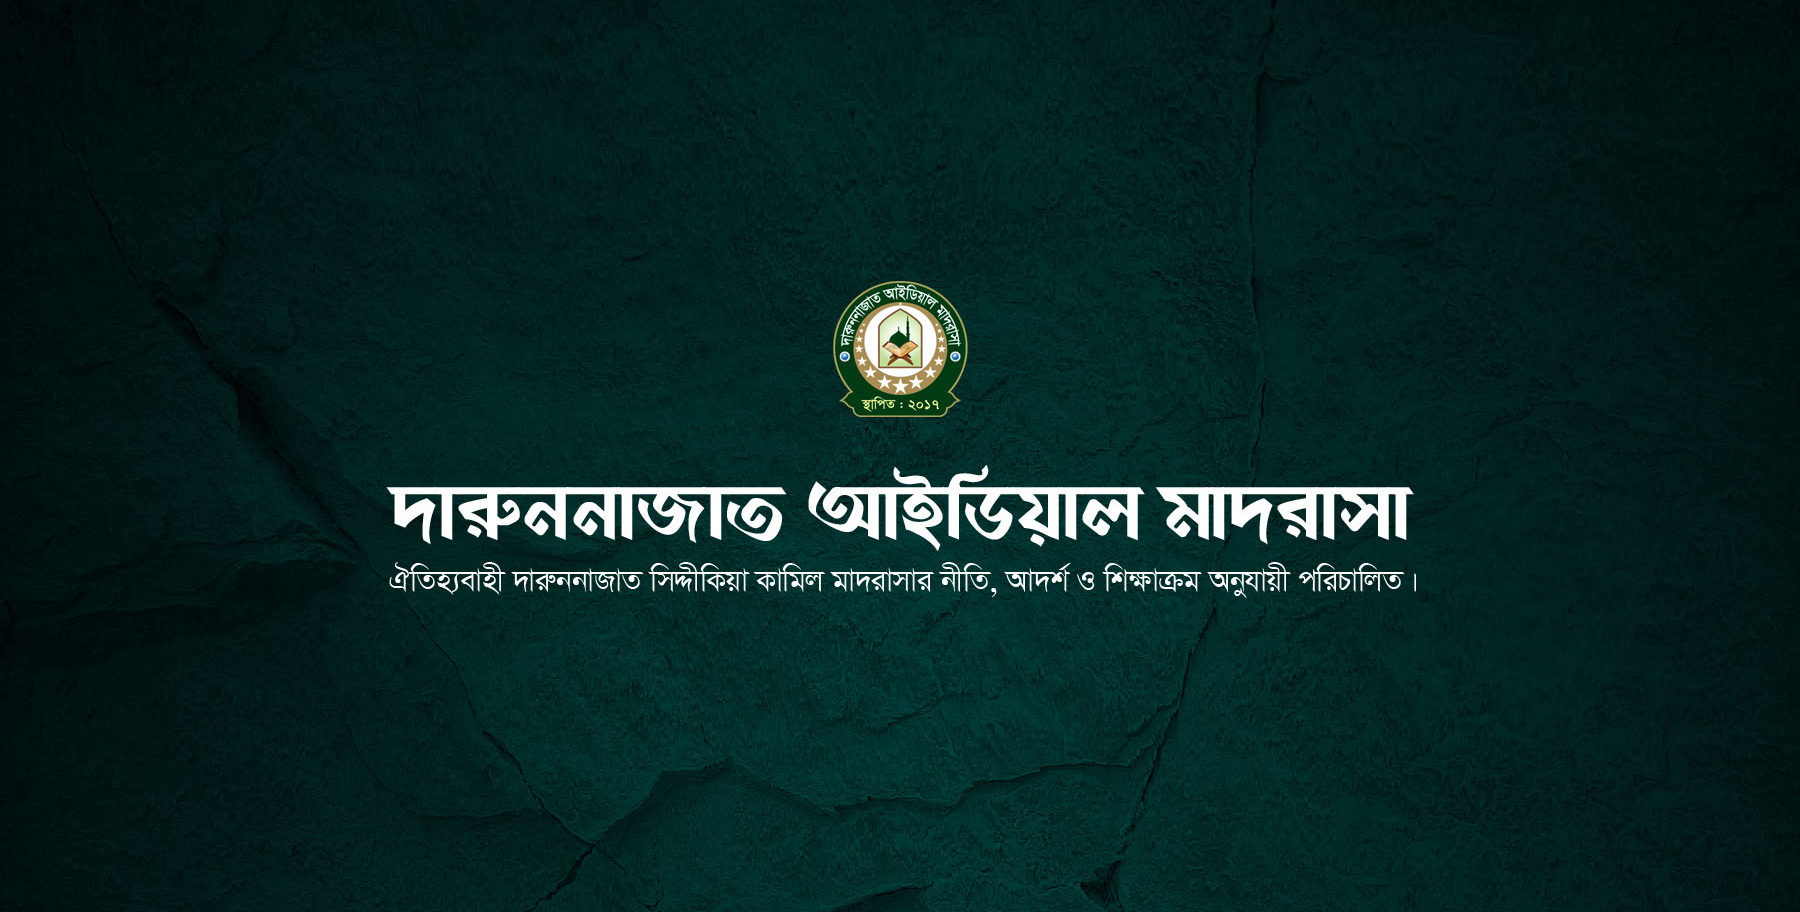 দারুননাজাত আইডিয়াল মাদরাসা
স্থাপিত : ২০১৭
দারুননাজাত আইডিয়াল মাদরাসা
ঐতিহ্যবাহী দারুননাজাত সিদ্দীকিয়া কামিল মাদরাসার নীতি, আদর্শ ও শিক্ষাক্রম অনুযায়ী পরিচালিত।